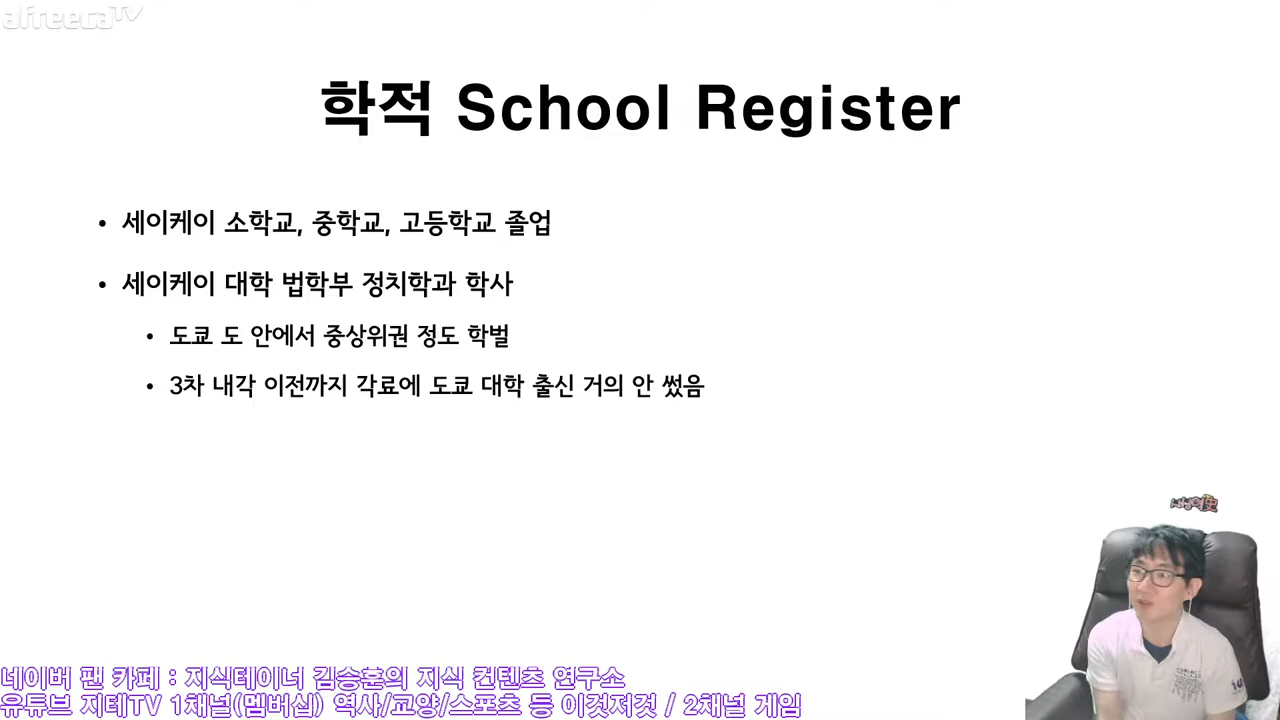 afreecaTV
학적 School Register
• 세이케이 소학교, 중학교, 고등학교 졸업
• 세이케이 대학 법학부 정치학과 학사
• 도쿄 도 안에서 중상위권 정도 학벌
• 3차 내각 이전까지 각료에 도쿄 대학 출신 거의 안 썼음
네이버 팬 카페 : 지식테이너 김승훈의 지식 컨텐츠 연구소
유튜브 지테TV 1채널(멤버십) 역사/교양/스포츠 등 이것저것 / 2채널 게임